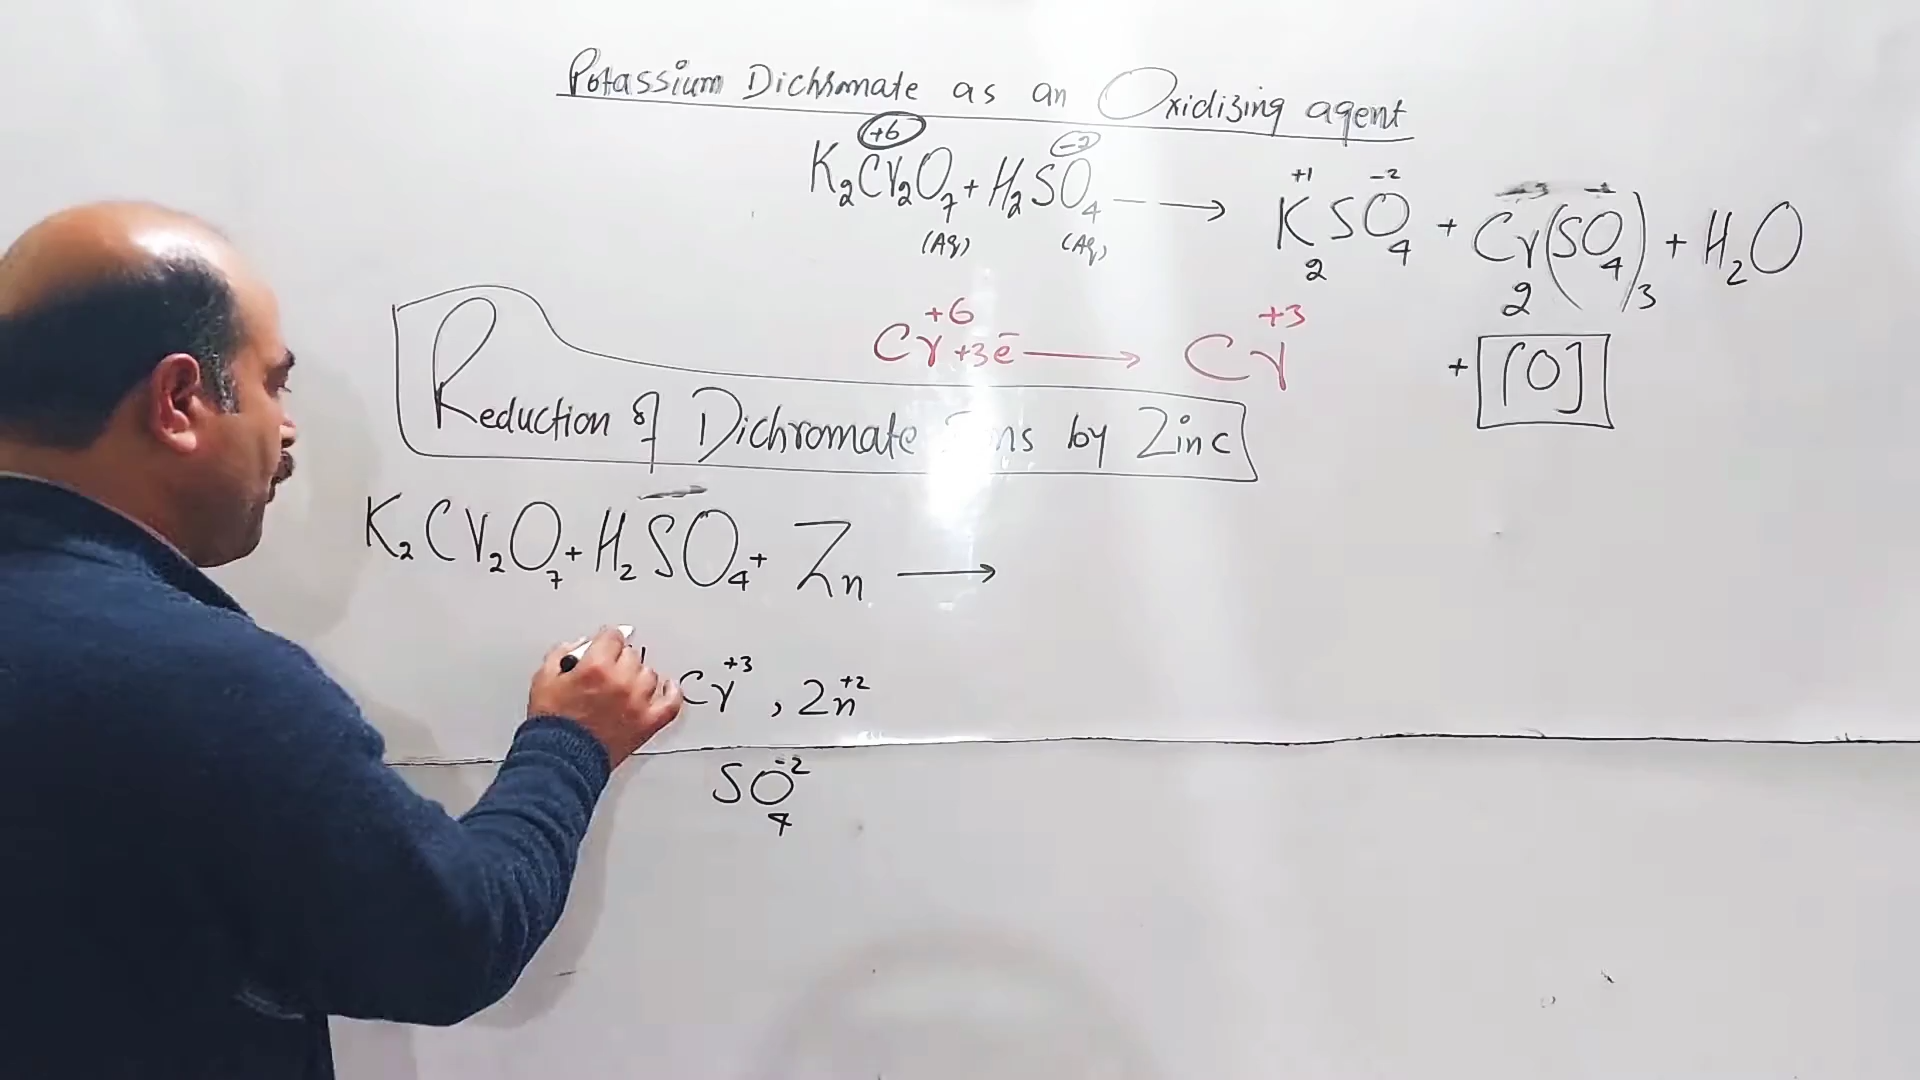 Potassium Dichromate as an Oxidizing agent
+6 -2
K2Cr2O7 + H2SO4 → K2SO4 + Cr2(SO4)3 + H2O
+1 -2
(Aq) (Aq)
Cr+6 +3e- → Cr+3
+ [O]
Reduction of Dichromate Ions by Zinc
K2Cr2O7 + H2SO4 + Zn →
Cr+3, Zn+2
SO4-2